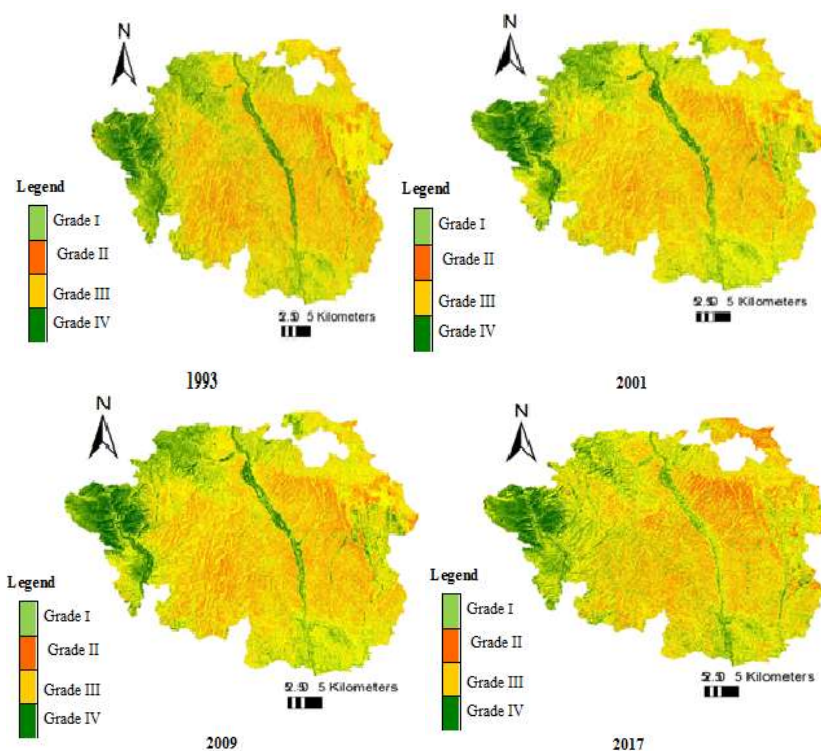 N
Legend
Grade I
Grade II
Grade III
Grade IV
5 Kilometers
1993
N
Legend
Grade I
Grade II
Grade III
Grade IV
5 Kilometers
2001
N
Legend
Grade I
Grade II
Grade III
Grade IV
5 Kilometers
2009
N
Legend
Grade I
Grade II
Grade III
Grade IV
5 Kilometers
2017